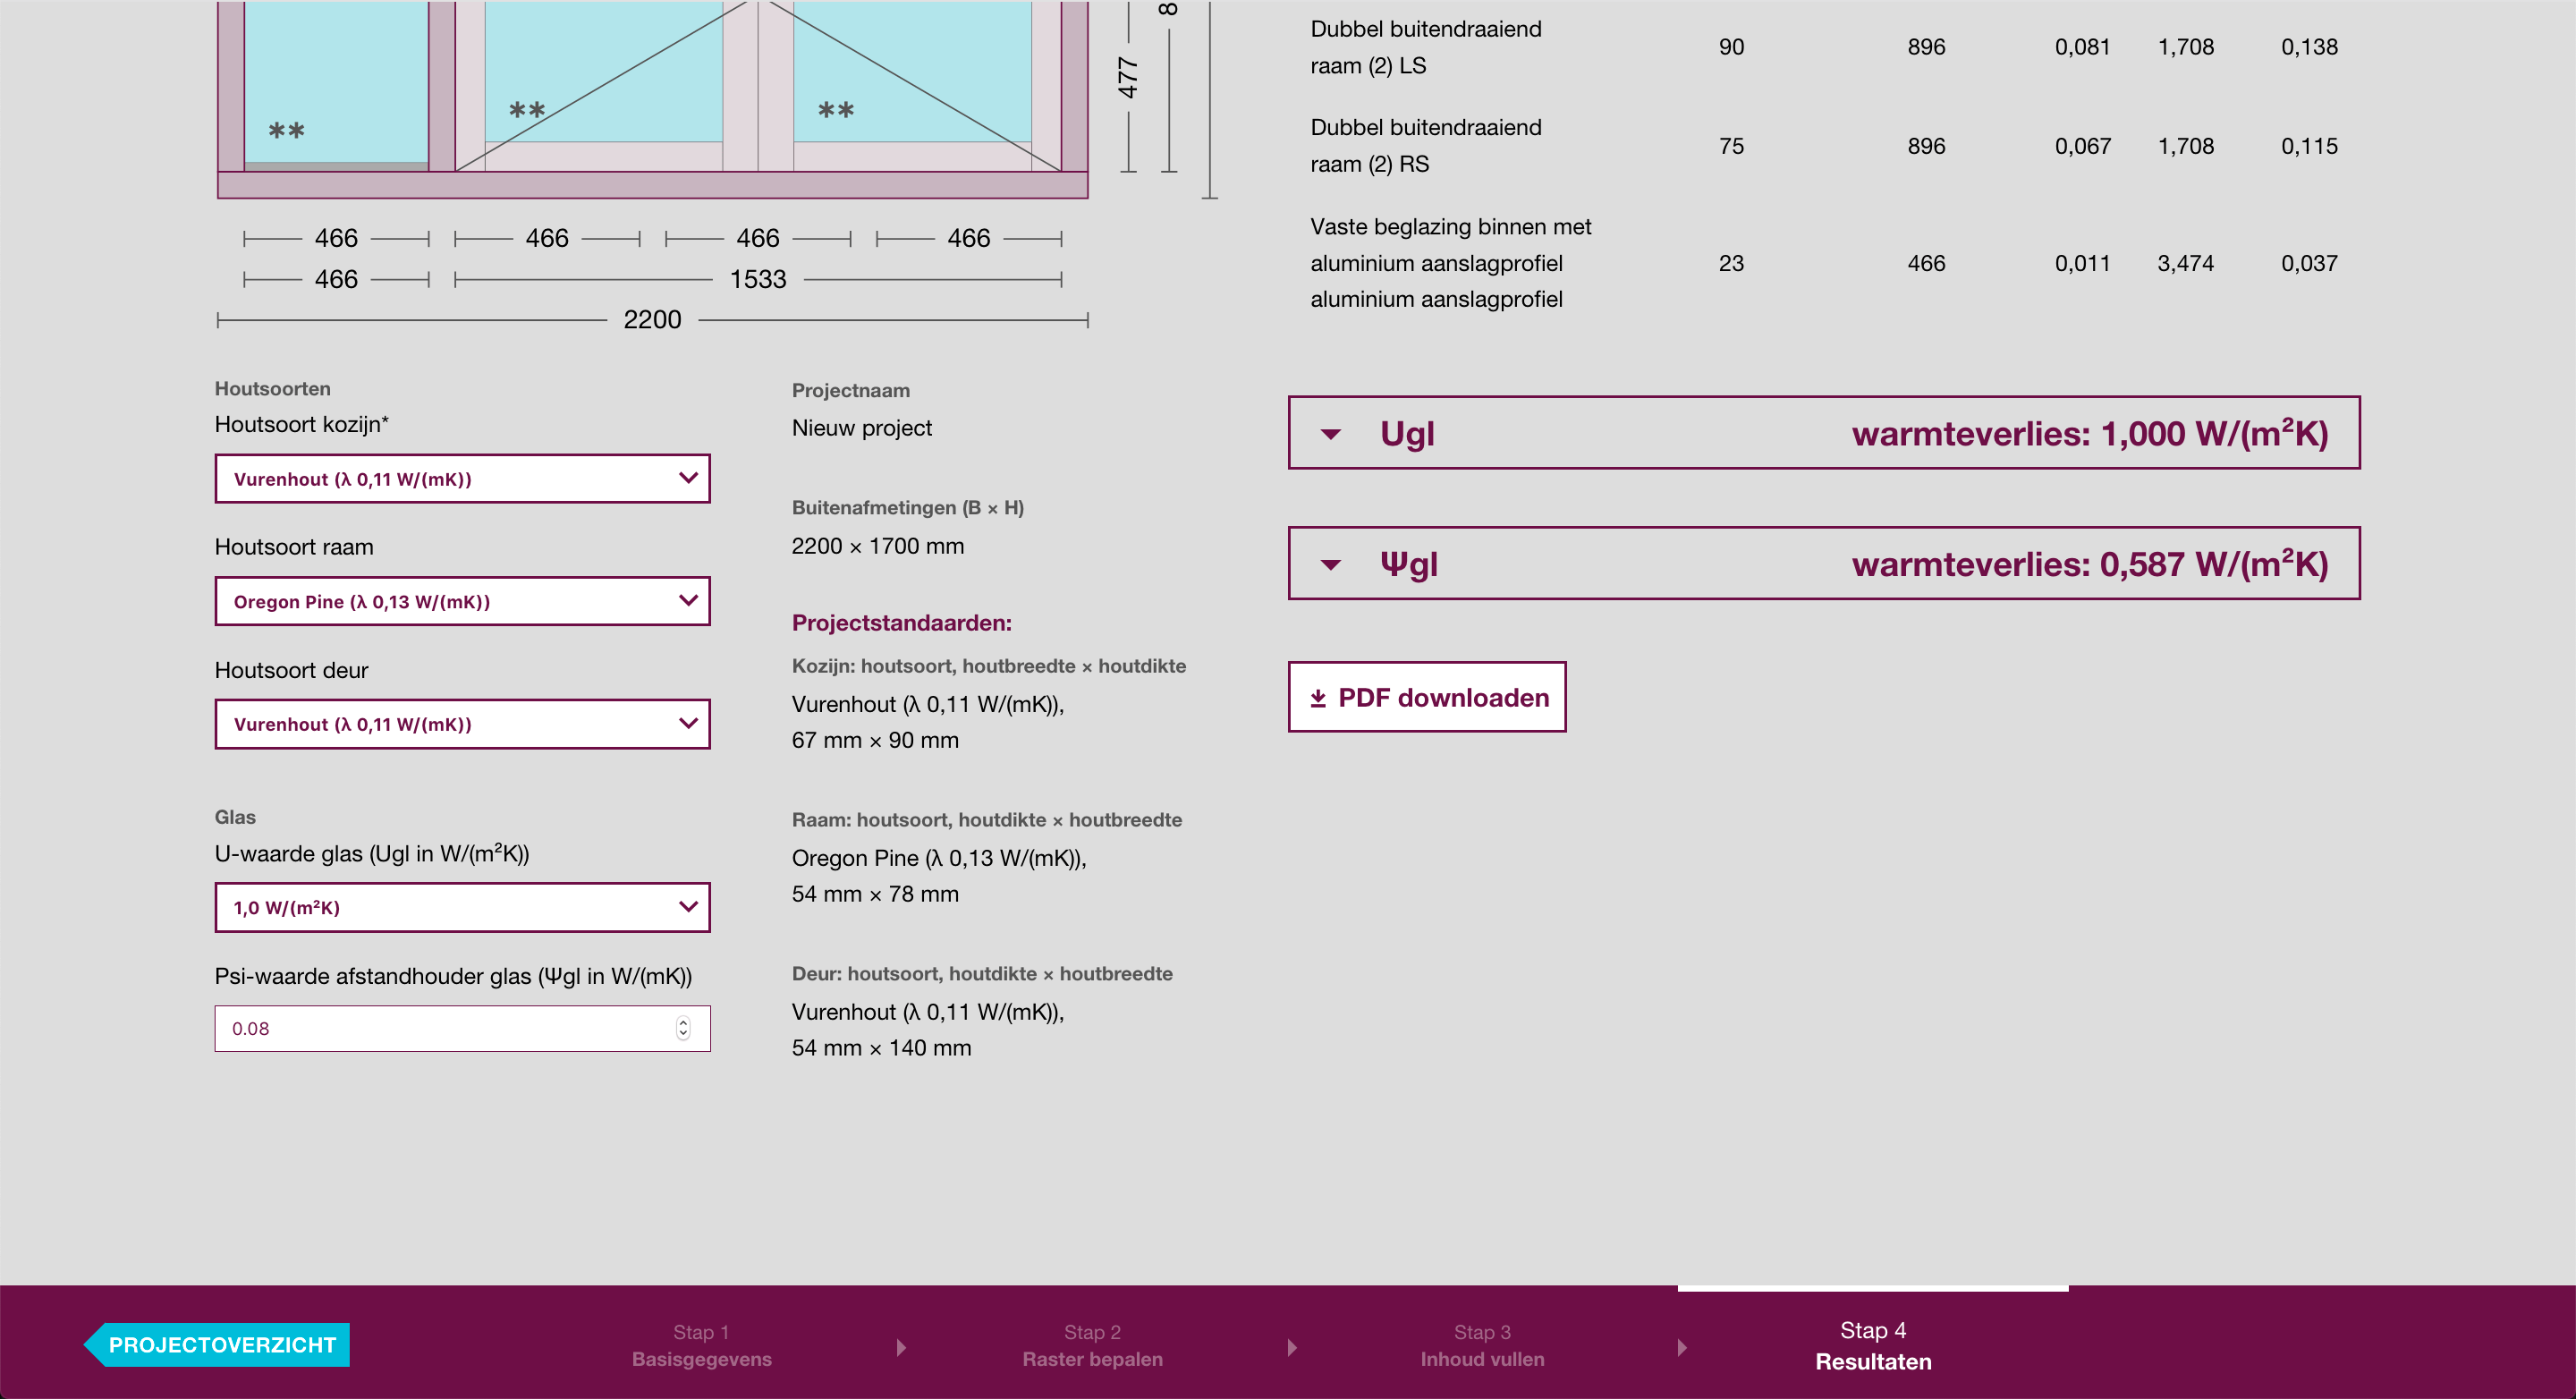 **
**
**
477
8
466
466
466
466
466
1533
2200
Dubbel buitendraaiend
raam (2) LS
90 896 0,081 1,708 0,138
Dubbel buitendraaiend
raam (2) RS
75 896 0,067 1,708 0,115
Vaste beglazing binnen met
aluminium aanslagprofiel
aluminium aanslagprofiel
23 466 0,011 3,474 0,037
Houtsoorten
Houtsoort kozijn*
Vurenhout (λ 0,11 W/(mK))
Houtsoort raam
Oregon Pine (λ 0,13 W/(mK))
Houtsoort deur
Vurenhout (λ 0,11 W/(mK))
Glas
U-waarde glas (Ugl in W/(m²K))
1,0 W/(m²K)
Psi-waarde afstandhouder glas (Ψgl in W/(mK))
0.08
Projectnaam
Nieuw project
Buitenafmetingen (B × H)
2200 × 1700 mm
Projectstandaarden:
Kozijn: houtsoort, houtbreedte × houtdikte
Vurenhout (λ 0,11 W/(mK)),
67 mm × 90 mm
Raam: houtsoort, houtdikte × houtbreedte
Oregon Pine (λ 0,13 W/(mK)),
54 mm × 78 mm
Deur: houtsoort, houtdikte × houtbreedte
Vurenhout (λ 0,11 W/(mK)),
54 mm × 140 mm
Ugl warmteverlies: 1,000 W/(m²K)
Ψgl warmteverlies: 0,587 W/(m²K)
PDF downloaden
PROJECTOVERZICHT
Stap 1
Basisgegevens
Stap 2
Raster bepalen
Stap 3
Inhoud vullen
Stap 4
Resultaten